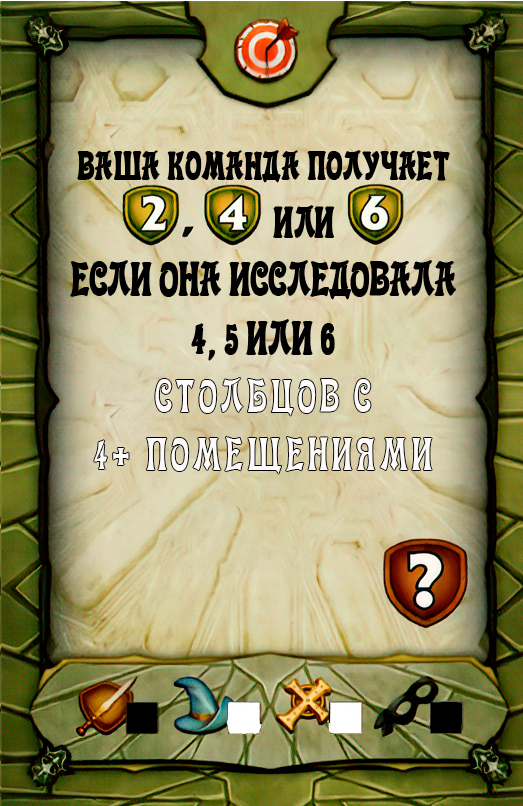 ВАША КОМАНДА ПОЛУЧАЕТ
2, 4 ИЛИ 6
ЕСЛИ ОНА ИССЛЕДОВАЛА
4, 5 ИЛИ 6
СТОЛБЦОВ С
4+ ПОМЕЩЕНИЯМИ
?